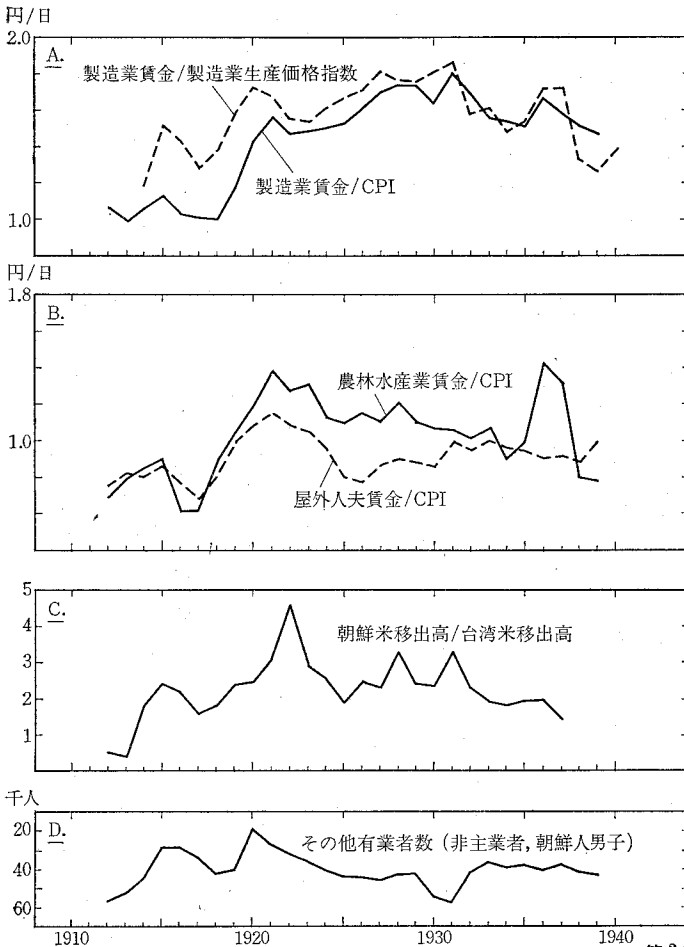 円/日
2.0
A.
製造業賃金/製造業生産価格指数
製造業賃金/CPI
1.0
円/日
1.8
B.
農林水産業賃金/CPI
1.0
屋外人夫賃金/CPI
5
C.
4
朝鮮米移出高/台湾米移出高
3
2
1
千人
D.
20
その他有業者数(非主業者,朝鮮人男子)
40
60
1910 1920 1930 1940